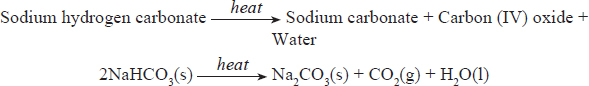 Sodium hydrogen carbonate —heat→ Sodium carbonate + Carbon (IV) oxide +
Water
2NaHCO₃(s) —heat→ Na₂CO₃(s) + CO₂(g) + H₂O(l)